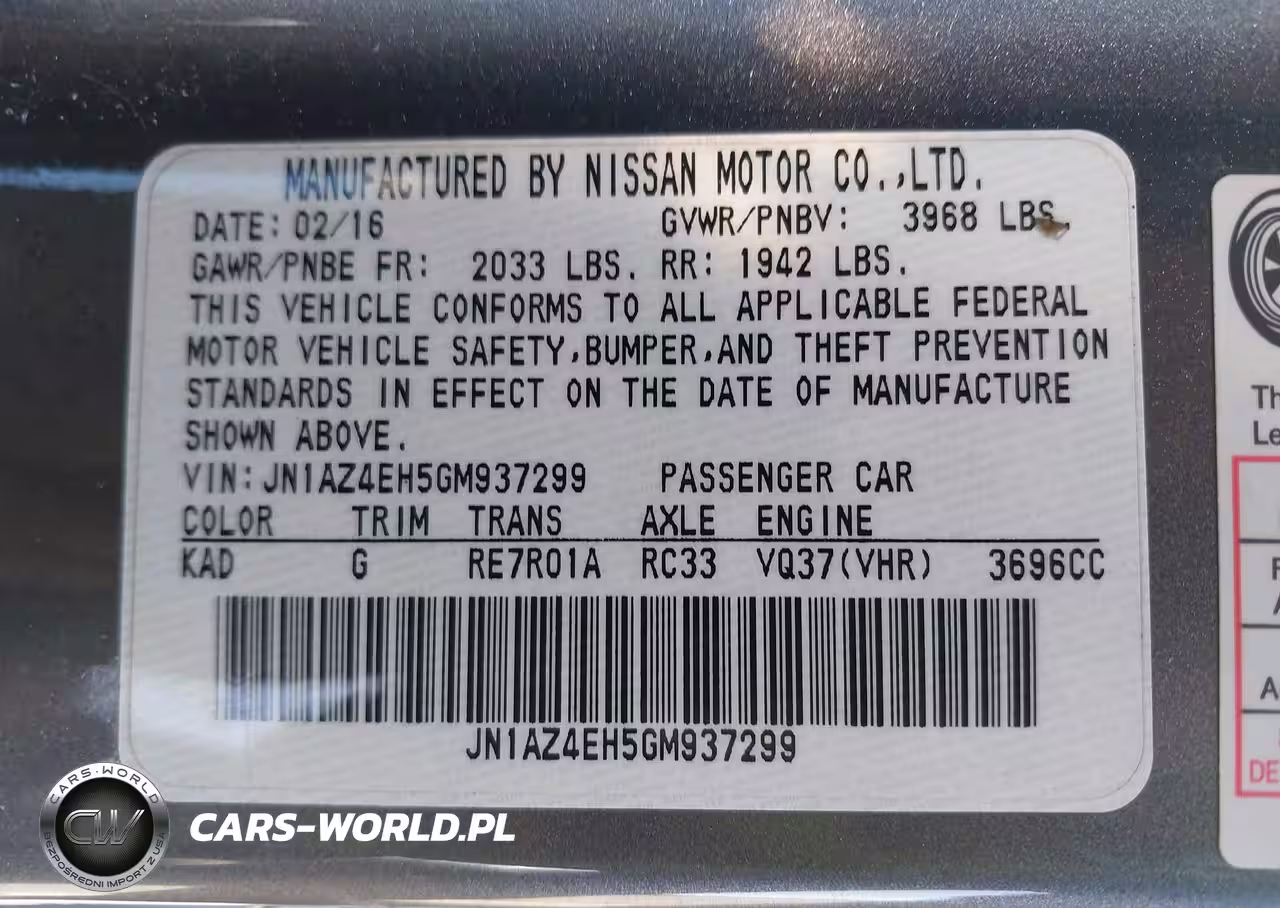 MANUFACTURED BY NISSAN MOTOR CO.,LTD.
DATE: 02/16 GVWR/PNBV: 3968 LBS.
GAWR/PNBE FR: 2033 LBS. RR: 1942 LBS.
THIS VEHICLE CONFORMS TO ALL APPLICABLE FEDERAL
MOTOR VEHICLE SAFETY,BUMPER,AND THEFT PREVENTION
STANDARDS IN EFFECT ON THE DATE OF MANUFACTURE
SHOWN ABOVE.
VIN:JN1AZ4EH5GM937299 PASSENGER CAR
COLOR TRIM TRANS AXLE ENGINE
KAD G RE7R01A RC33 VQ37(VHR) 3696CC
JN1AZ4EH5GM937299
CARS-WORLD
CW
BEZPOŚREDNI IMPORT Z USA
CARS-WORLD.PL